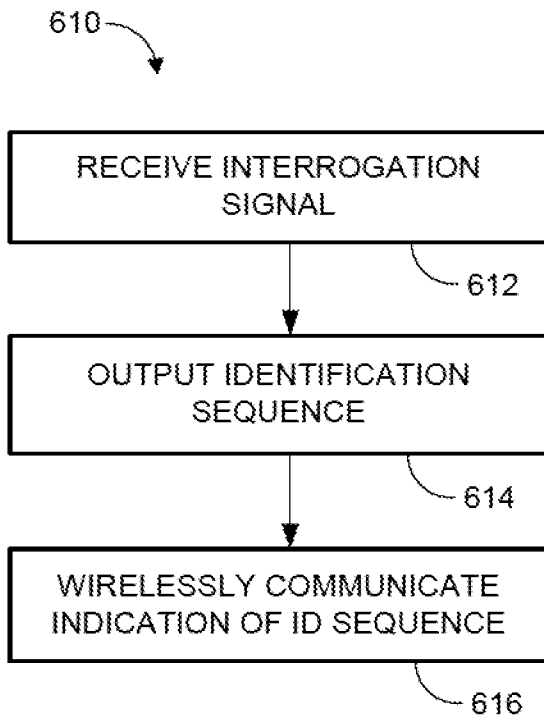 610
RECEIVE INTERROGATION
SIGNAL
612
OUTPUT IDENTIFICATION
SEQUENCE
614
WIRELESSLY COMMUNICATE
INDICATION OF ID SEQUENCE
616